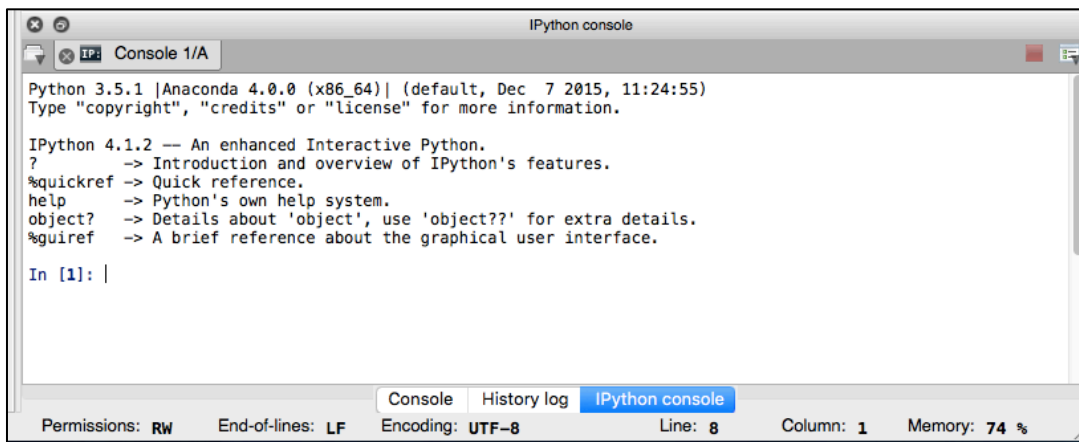 IPython console
IP: Console 1/A
Python 3.5.1 |Anaconda 4.0.0 (x86_64)| (default, Dec  7 2015, 11:24:55)
Type "copyright", "credits" or "license" for more information.
IPython 4.1.2 -- An enhanced Interactive Python.
?         -> Introduction and overview of IPython's features.
%quickref -> Quick reference.
help      -> Python's own help system.
object?   -> Details about 'object', use 'object??' for extra details.
%guiref   -> A brief reference about the graphical user interface.
In [1]:
Console History log IPython console
Permissions: RW End-of-lines: LF Encoding: UTF-8 Line: 8 Column: 1 Memory: 74 %